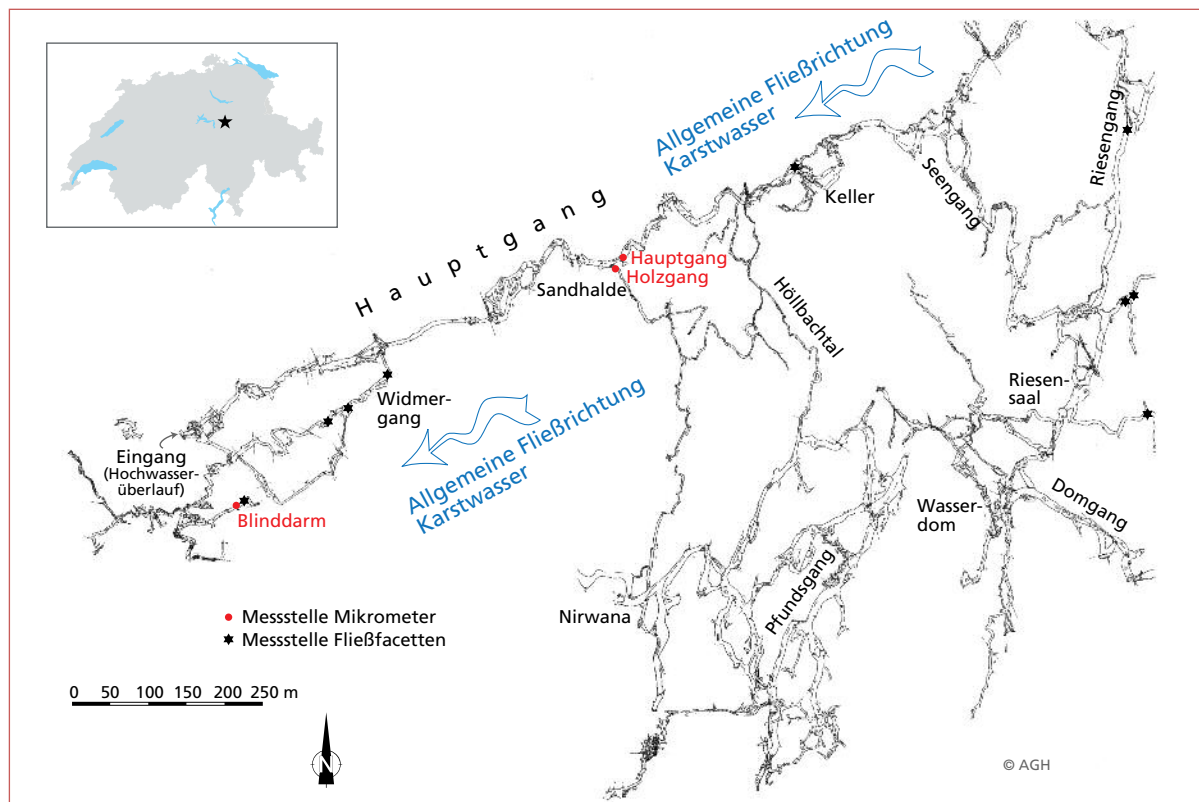 Allgemeine Fließrichtung
Karstwasser
Riesengang
Seengang
Keller
Hauptgang
Hauptgang
Holzgang
Sandhalde
Höllbachtal
Widmer-
gang
Allgemeine Fließrichtung
Karstwasser
Riesen-
saal
Eingang
(Hochwasser-
überlauf)
Blinddarm
Wasser-
dom
Domgang
Pfundsgang
Nirwana
Messstelle Mikrometer
Messstelle Fließfacetten
0 50 100 150 200 250 m
N
© AGH